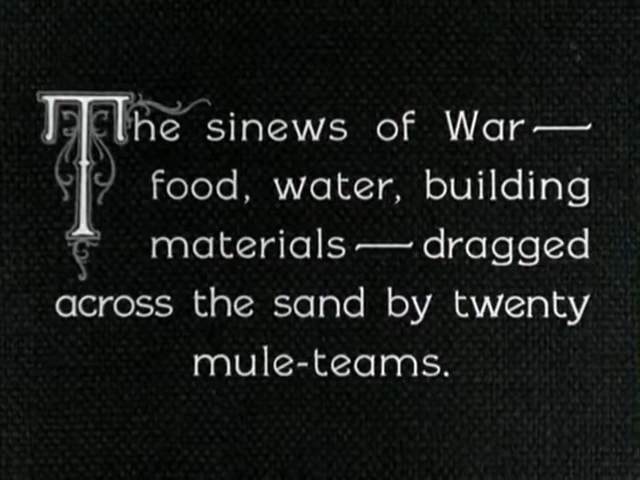 The sinews of War—
food, water, building
materials—dragged
across the sand by twenty
mule-teams.